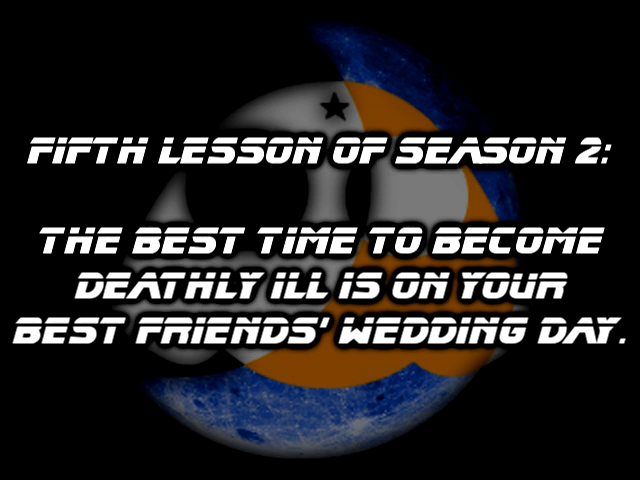 FIFTH LESSON OF SEASON 2:
THE BEST TIME TO BECOME
DEATHLY ILL IS ON YOUR
BEST FRIENDS' WEDDING DAY.